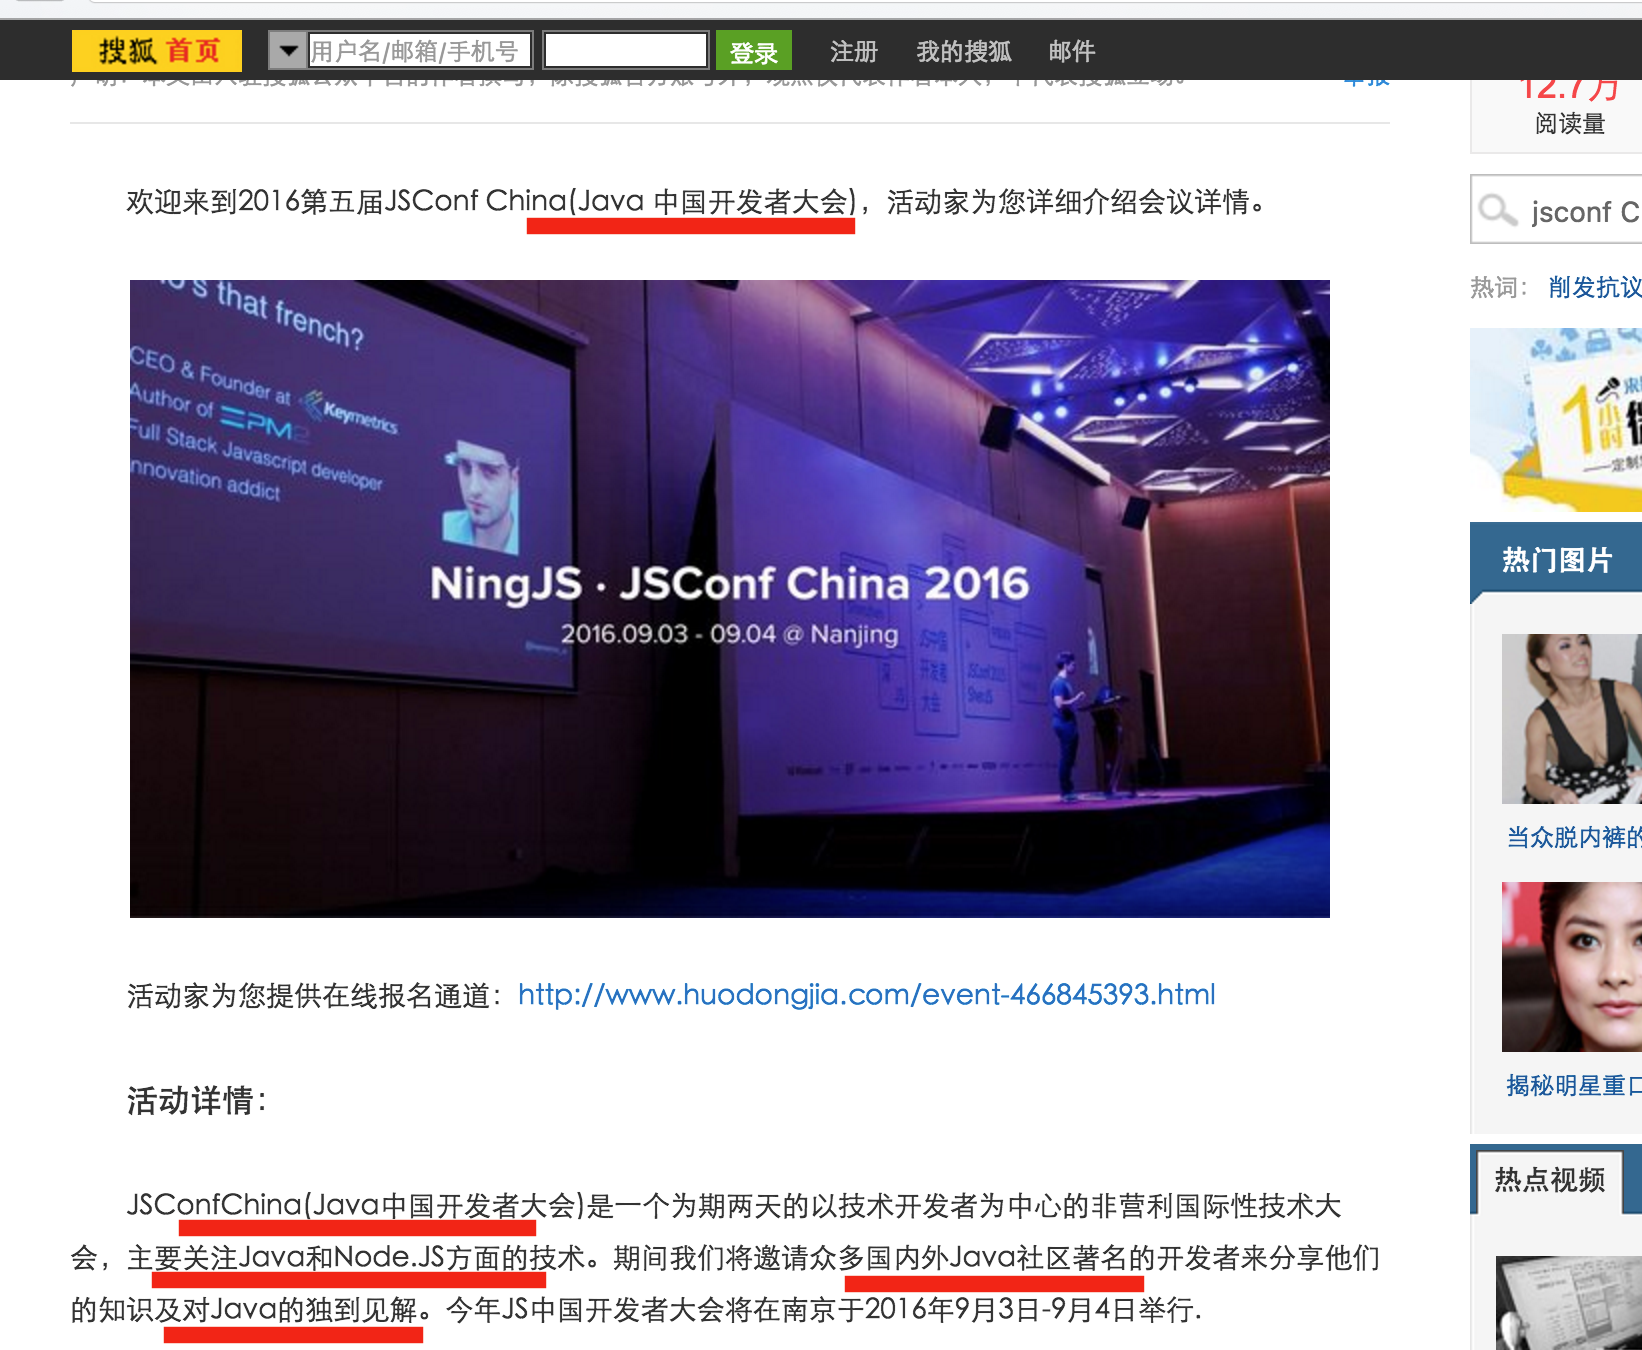 搜狐 首页
用户名/邮箱/手机号
登录
注册
我的搜狐
邮件
举报
12.7万
阅读量
欢迎来到2016第五届JSConf China(Java 中国开发者大会)，活动家为您详细介绍会议详情。
jsconf C
热词：
削发抗议
o's that french?
CEO & Founder at Keymetrics
Author of PM2
Full Stack Javascript developer
innovation addict
NingJS · JSConf China 2016
2016.09.03 - 09.04 @ Nanjing
JS中国
开发者
大会
1小时
热门图片
当众脱内裤的
揭秘明星重口
活动家为您提供在线报名通道：http://www.huodongjia.com/event-466845393.html
活动详情：
JSConfChina(Java中国开发者大会)是一个为期两天的以技术开发者为中心的非营利国际性技术大
会，主要关注Java和Node.JS方面的技术。期间我们将邀请众多国内外Java社区著名的开发者来分享他们
的知识及对Java的独到见解。今年JS中国开发者大会将在南京于2016年9月3日-9月4日举行.
热点视频